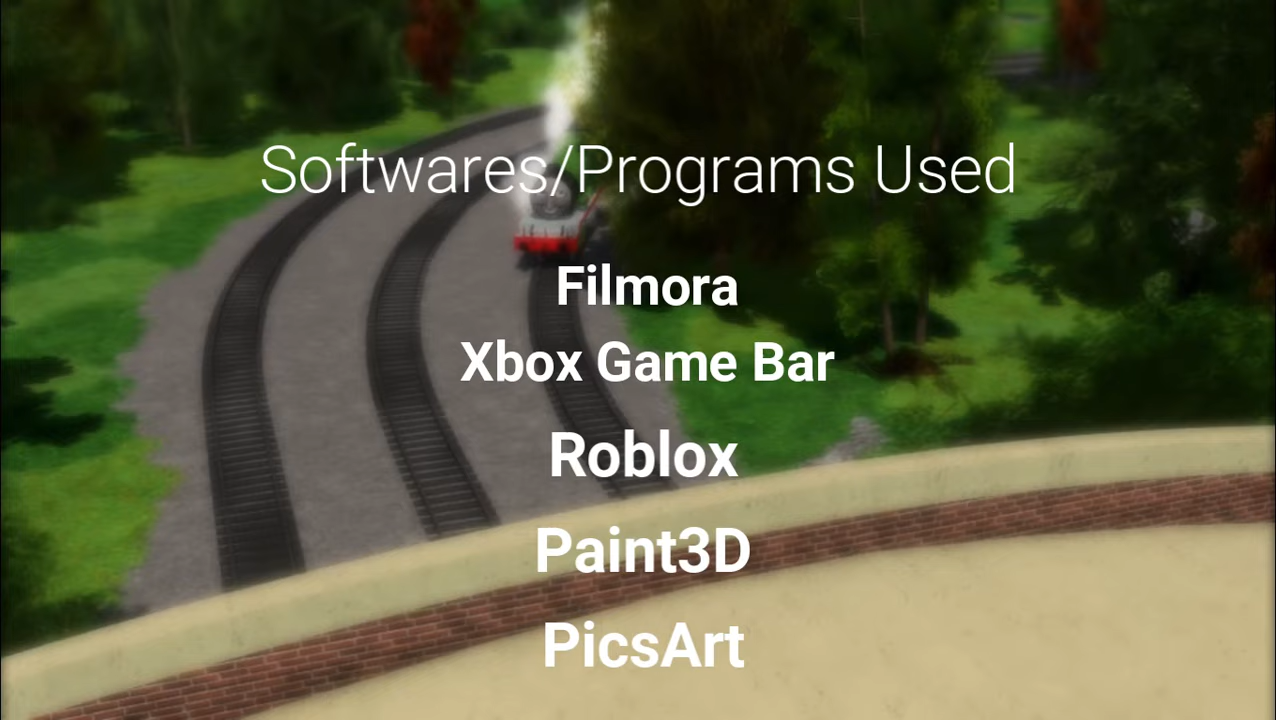 Softwares/Programs Used
Filmora
Xbox Game Bar
Roblox
Paint3D
PicsArt